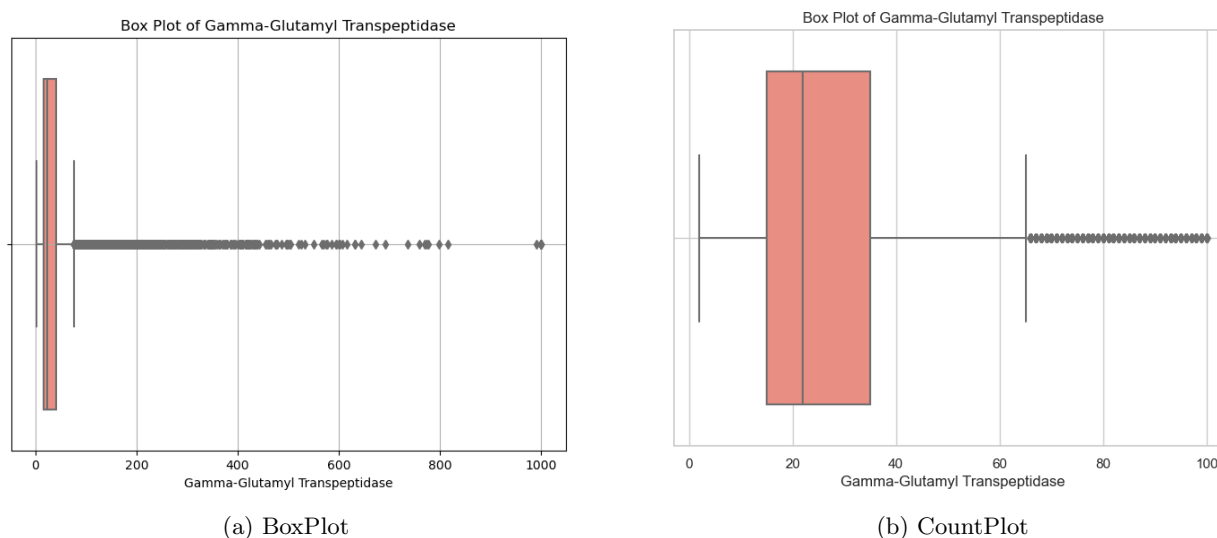 Box Plot of Gamma-Glutamyl Transpeptidase
0 200 400 600 800 1000
Gamma-Glutamyl Transpeptidase
(a) BoxPlot
Box Plot of Gamma-Glutamyl Transpeptidase
0 20 40 60 80 100
Gamma-Glutamyl Transpeptidase
(b) CountPlot